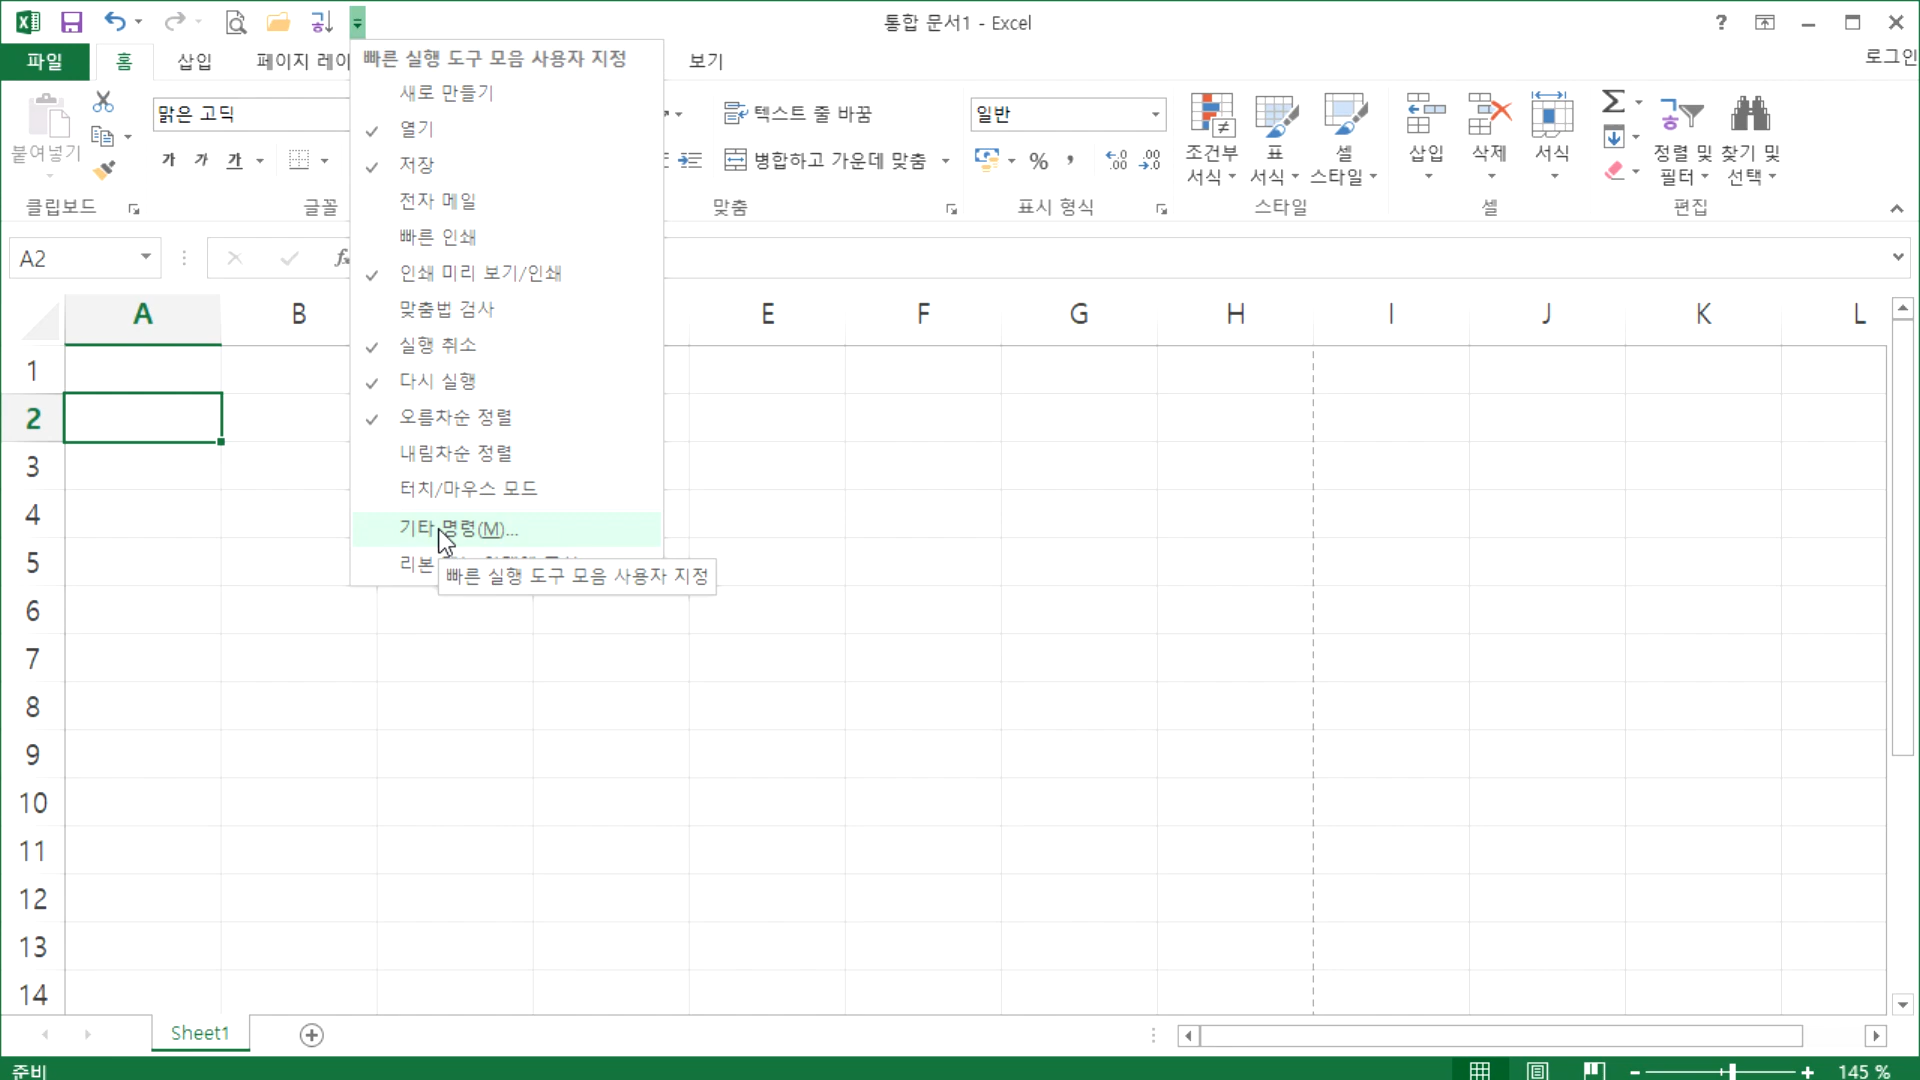 통합 문서1 - Excel
?
파일 홈 삽입 페이지 레이 보기 로그인
빠른 실행 도구 모음 사용자 지정
새로 만들기
열기
저장
전자 메일
빠른 인쇄
인쇄 미리 보기/인쇄
맞춤법 검사
실행 취소
다시 실행
오름차순 정렬
내림차순 정렬
터치/마우스 모드
기타 명령(M)...
리본
빠른 실행 도구 모음 사용자 지정
붙여넣기
클립보드
맑은 고딕
가 가 가
글꼴
텍스트 줄 바꿈
병합하고 가운데 맞춤
맞춤
일반
% ,
표시 형식
조건부 서식
표 서식
셀 스타일
스타일
삽입 삭제 서식
셀
정렬 및 필터
찾기 및 선택
편집
A2
fx
A B E F G H I J K L
1
2
3
4
5
6
7
8
9
10
11
12
13
14
Sheet1
준비
145 %